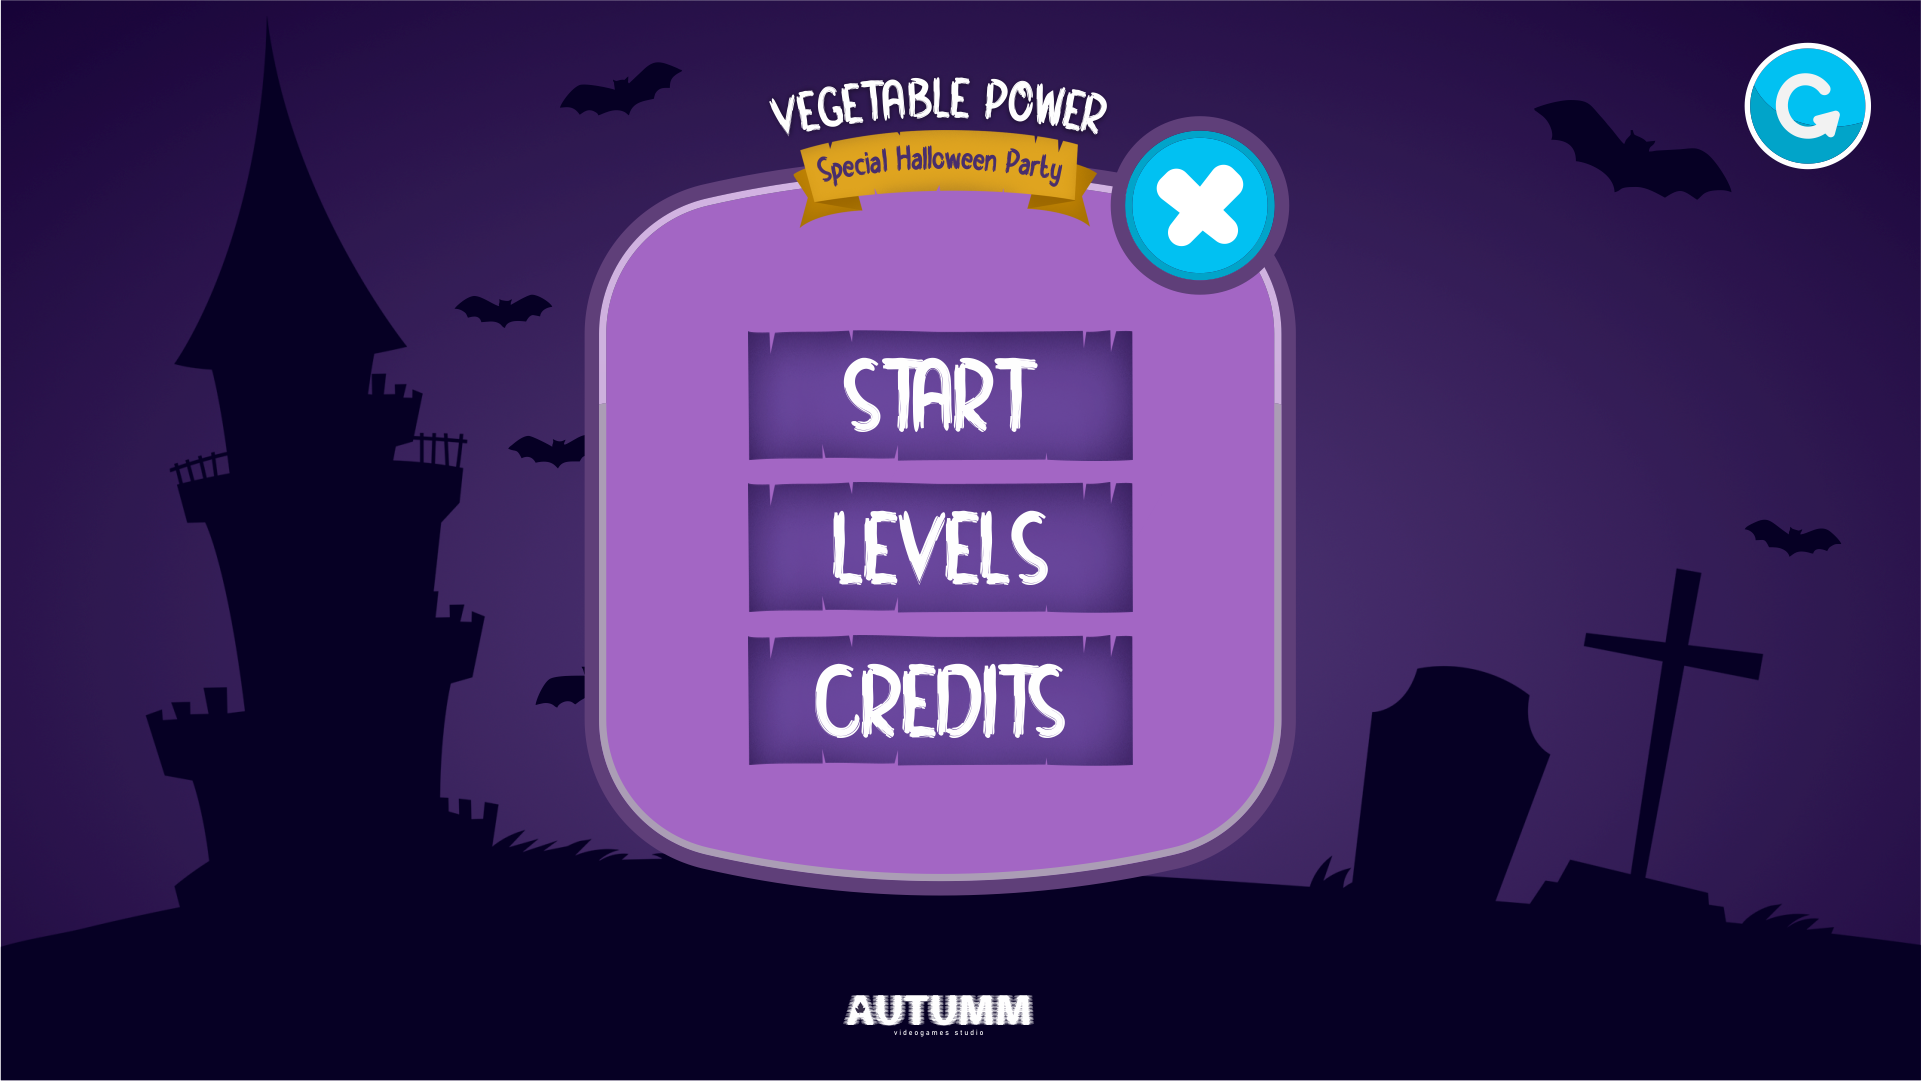 VEGETABLE POWER
Special Halloween Party
START
LEVELS
CREDITS
AUTUMM
videogames studio